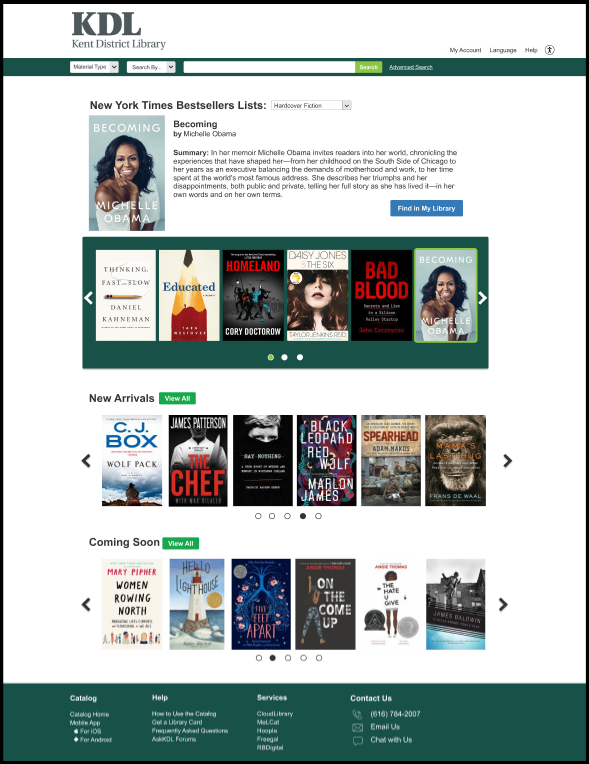 KDL
Kent District Library
My Account Language Help
Material Type
Search By...
Search
Advanced Search
New York Times Bestsellers Lists:
Hardcover Fiction
Becoming
by Michelle Obama
Summary: In her memoir Michelle Obama invites readers into her world, chronicling the
experiences that have shaped her—from her childhood on the South Side of Chicago to
her years as an executive balancing the demands of motherhood and work, to her time
spent at the world's most famous address. She describes her triumphs and her
disappointments, both public and private, telling her full story as she has lived it—in her
own words and on her own terms.
Find in My Library
BECOMING
MICHELLE
OBAMA
THINKING,
FAST AND SLOW
DANIEL
KAHNEMAN
Educated
A MEMOIR
TARA
WESTOVER
HOMELAND
CORY DOCTOROW
DAISY JONES
& THE SIX
TAYLOR JENKINS REID
BAD
BLOOD
Secrets and Lies
in a Silicon
Valley Startup
John Carreyrou
BECOMING
MICHELLE
OBAMA
New Arrivals
View All
C.J.
BOX
WOLF PACK
JAMES PATTERSON
THE
CHEF
WITH MAX DILALLO
SAY NOTHING
BLACK
LEOPARD
RED
WOLF
MARLON
JAMES
SPEARHEAD
ADAM MAKOS
MAMA'S
LAST HUG
FRANS DE WAAL
Coming Soon
View All
MARY PIPHER
WOMEN
ROWING
NORTH
HELLO
LIGHTHOUSE
FIVE
FEET
APART
ANGIE THOMAS
ON
THE
COME
UP
ANGIE THOMAS
THE
HATE
U
GIVE
JAMES BALDWIN
Catalog
Catalog Home
Mobile App
For iOS
For Android
Help
How to Use the Catalog
Get a Library Card
Frequently Asked Questions
AskKDL Forums
Services
CloudLibrary
MeLCat
Hoopla
Freegal
RBDigital
Contact Us
(616) 784-2007
Email Us
Chat with Us